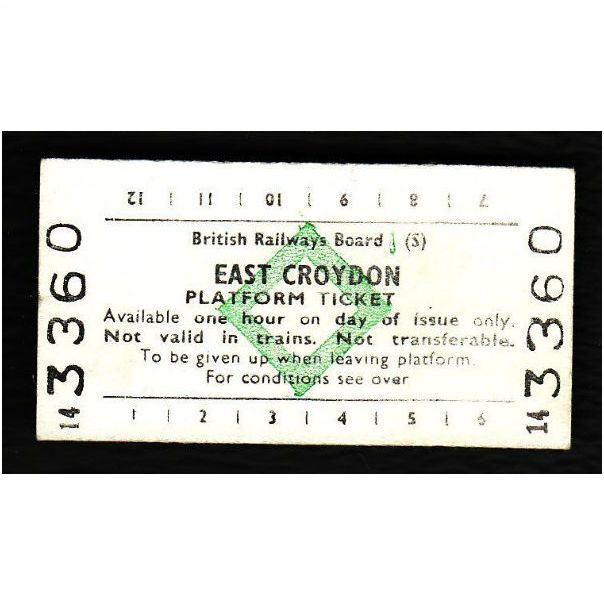 12 | 11 | 10 | 9 | 8 | 7
British Railways Board (S)
EAST CROYDON
PLATFORM TICKET
Available one hour on day of issue only.
Not valid in trains. Not transferable.
To be given up when leaving platform.
For conditions see over
1 | 2 | 3 | 4 | 5 | 6
14 3360
14 3360